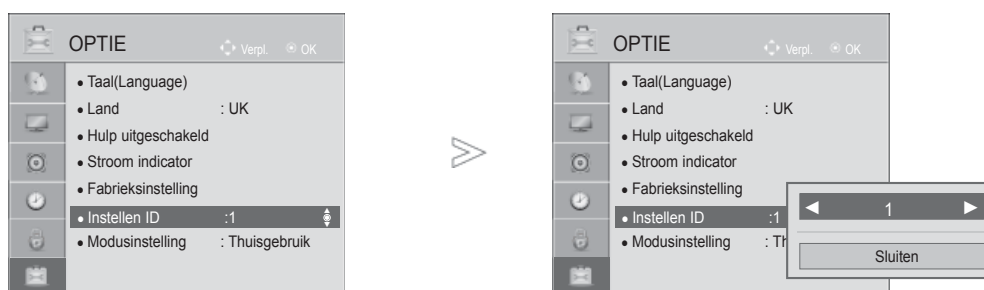 OPTIE Verpl. OK
• Taal(Language)
• Land : UK
• Hulp uitgeschakeld
• Stroom indicator
• Fabrieksinstelling
• Instellen ID :1
• Modusinstelling : Thuisgebruik
OPTIE Verpl. OK
• Taal(Language)
• Land : UK
• Hulp uitgeschakeld
• Stroom indicator
• Fabrieksinstelling
• Instellen ID :1
• Modusinstelling : Th
◄ 1 ►
Sluiten